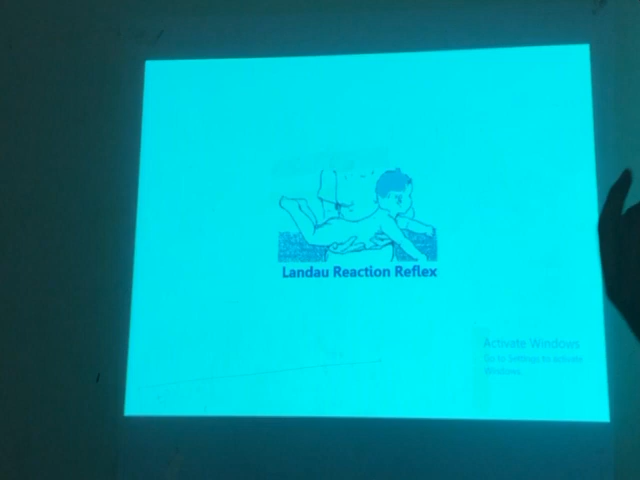 Landau Reaction Reflex
Activate Windows
Go to Settings to activate
Windows.